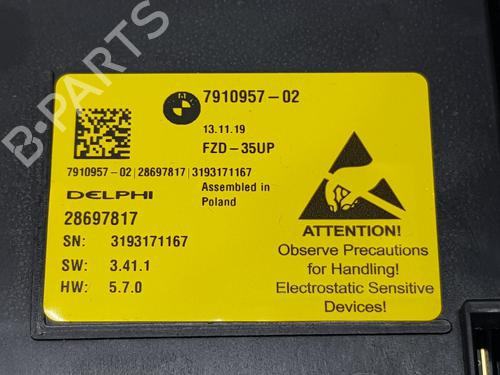 B-PARTS
7910957-02
13.11.19
FZD-35UP
7910957-02|28697817|3193171167
DELPHI
Assembled in
Poland
28697817
SN: 3193171167
SW: 3.41.1
HW: 5.7.0
ATTENTION!
Observe Precautions
for Handling!
Electrostatic Sensitive
Devices!